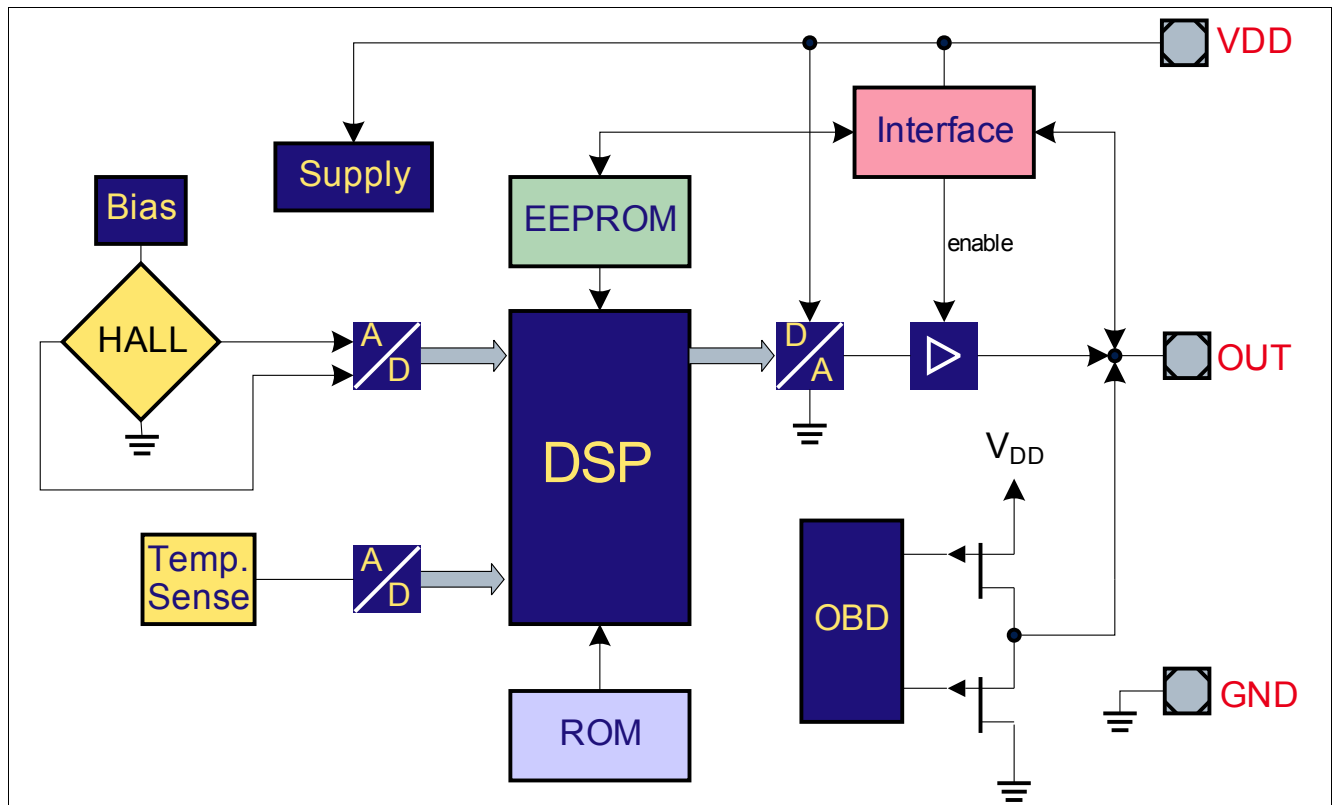 VDD
Interface
Supply
Bias
EEPROM
enable
HALL
A
D
D
A
OUT
DSP
VDD
Temp.
Sense
A
D
OBD
GND
ROM